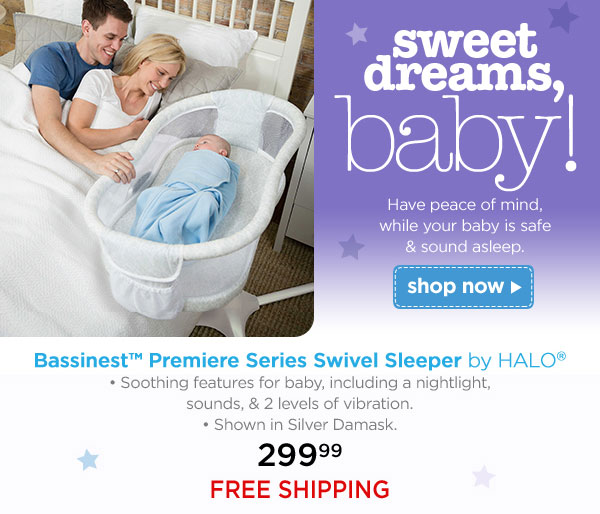 sweet
dreams,
baby!
Have peace of mind,
while your baby is safe
& sound asleep.
shop now ▶
Bassinest™ Premiere Series Swivel Sleeper by HALO®
• Soothing features for baby, including a nightlight,
sounds, & 2 levels of vibration.
• Shown in Silver Damask.
299⁹⁹
FREE SHIPPING